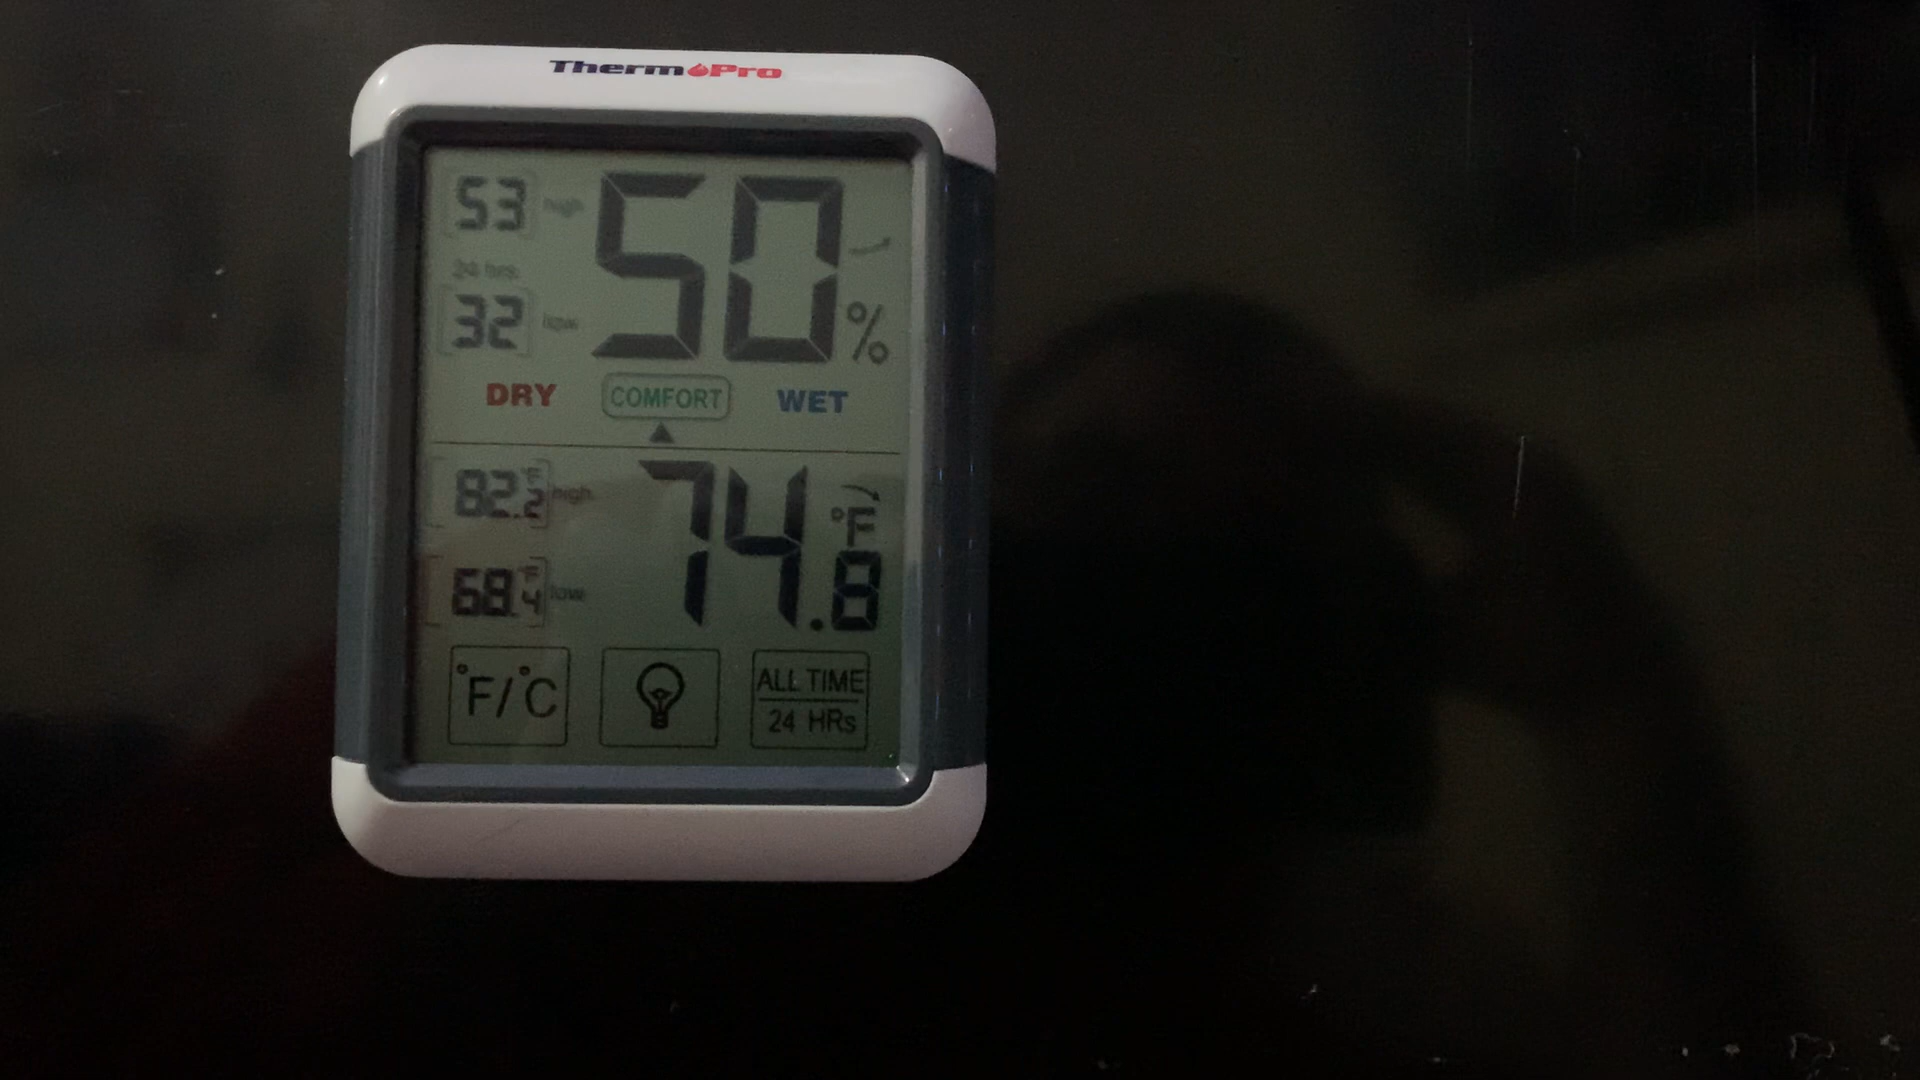 ThermoPro
53 high 50 %
24 hrs.
32 low
DRY COMFORT WET
82.2 °F high 74.8 °F
68.4 °F low
°F/°C ALL TIME
24 HRs